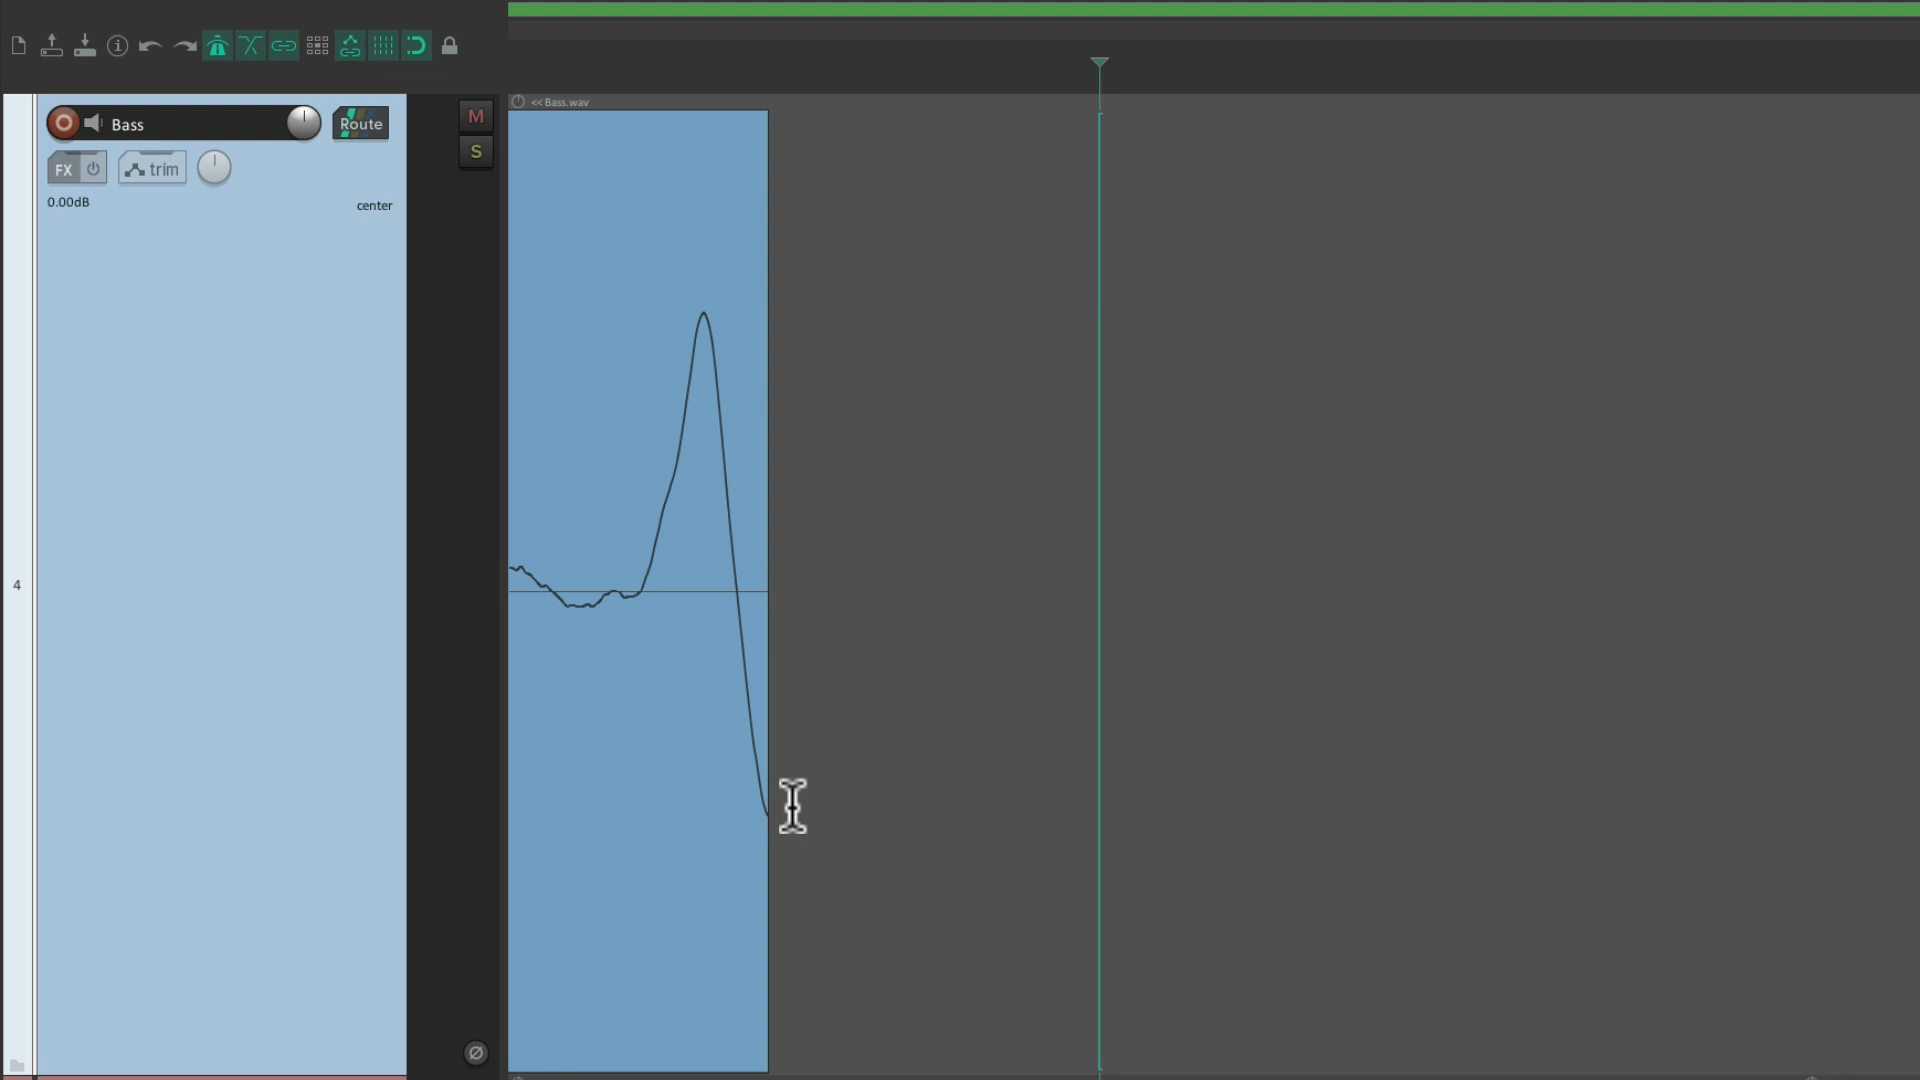 << Bass.wav
Bass
Route
M
FX
trim
S
0.00dB
center
4